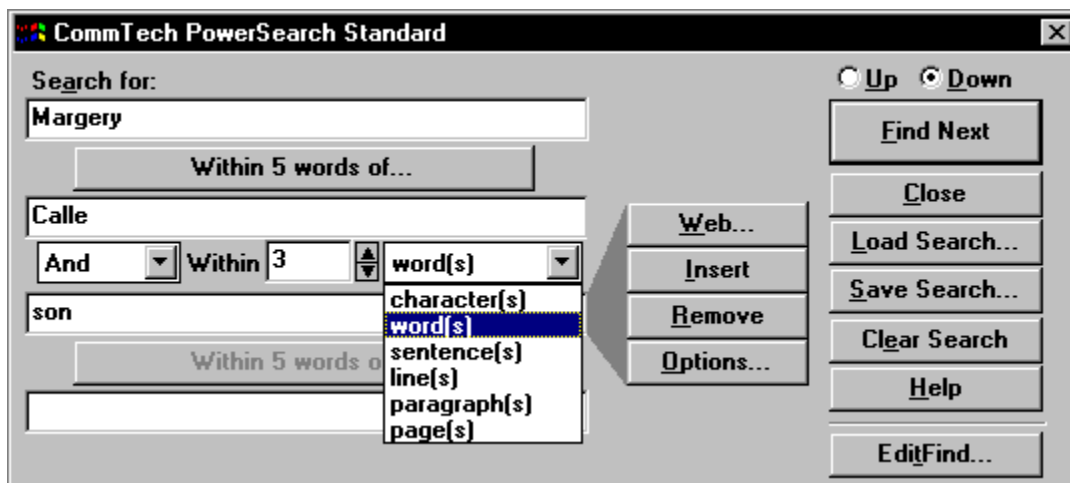 CommTech PowerSearch Standard
Search for:
Up Down
Margery
Find Next
Within 5 words of...
Close
Calle
Web...
Load Search...
And Within 3 word(s)
Insert
character(s)
Save Search...
son
word(s)
Remove
Clear Search
Within 5 words o
sentence(s)
Options...
line(s)
Help
paragraph(s)
page(s)
EditFind...